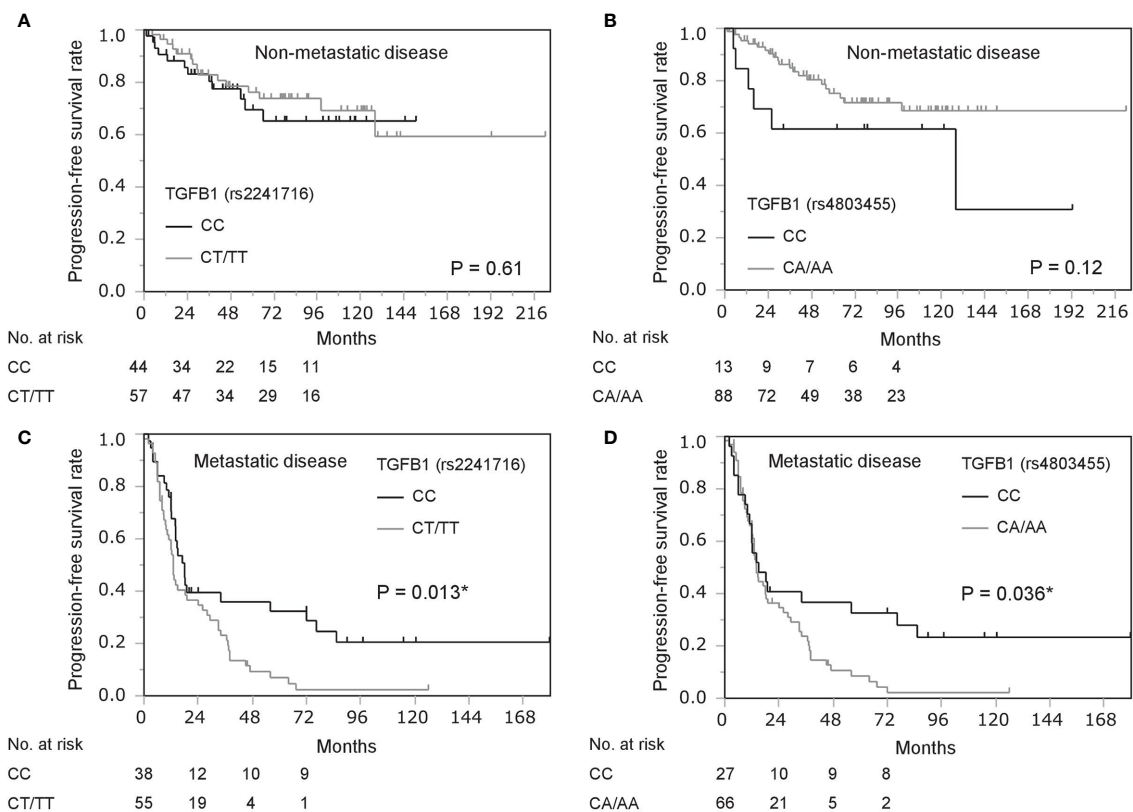 A
Progression-free survival rate
1.0
0.8
0.6
0.4
0.2
0.0
Non-metastatic disease
TGFB1 (rs2241716)
CC
CT/TT
P = 0.61
0 24 48 72 96 120 144 168 192 216
Months
No. at risk
CC 44 34 22 15 11
CT/TT 57 47 34 29 16
B
Progression-free survival rate
1.0
0.8
0.6
0.4
0.2
0.0
Non-metastatic disease
TGFB1 (rs4803455)
CC
CA/AA
P = 0.12
0 24 48 72 96 120 144 168 192 216
Months
No. at risk
CC 13 9 7 6 4
CA/AA 88 72 49 38 23
C
Progression-free survival rate
1.0
0.8
0.6
0.4
0.2
0.0
Metastatic disease
TGFB1 (rs2241716)
CC
CT/TT
P = 0.013*
0 24 48 72 96 120 144 168
Months
No. at risk
CC 38 12 10 9
CT/TT 55 19 4 1
D
Progression-free survival rate
1.0
0.8
0.6
0.4
0.2
0.0
Metastatic disease
TGFB1 (rs4803455)
CC
CA/AA
P = 0.036*
0 24 48 72 96 120 144 168
Months
No. at risk
CC 27 10 9 8
CA/AA 66 21 5 2